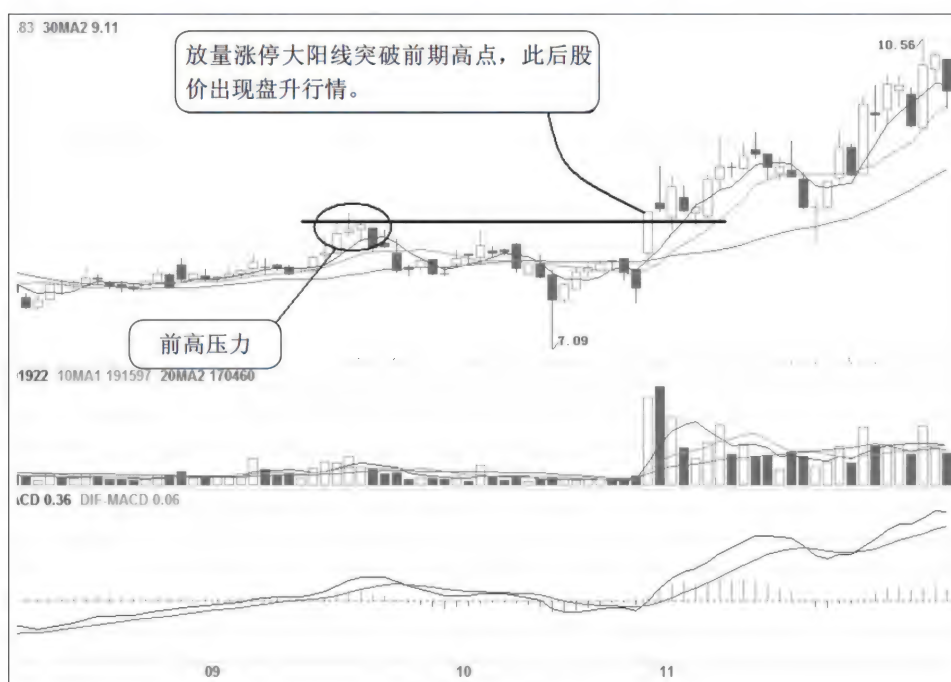 .83 30MA2 9.11
放量涨停大阳线突破前期高点，此后股
价出现盘升行情。
10.56
前高压力
7.09
1922 10MA1 191597 20MA2 170460
ACD 0.36 DIF-MACD 0.06
09 10 11